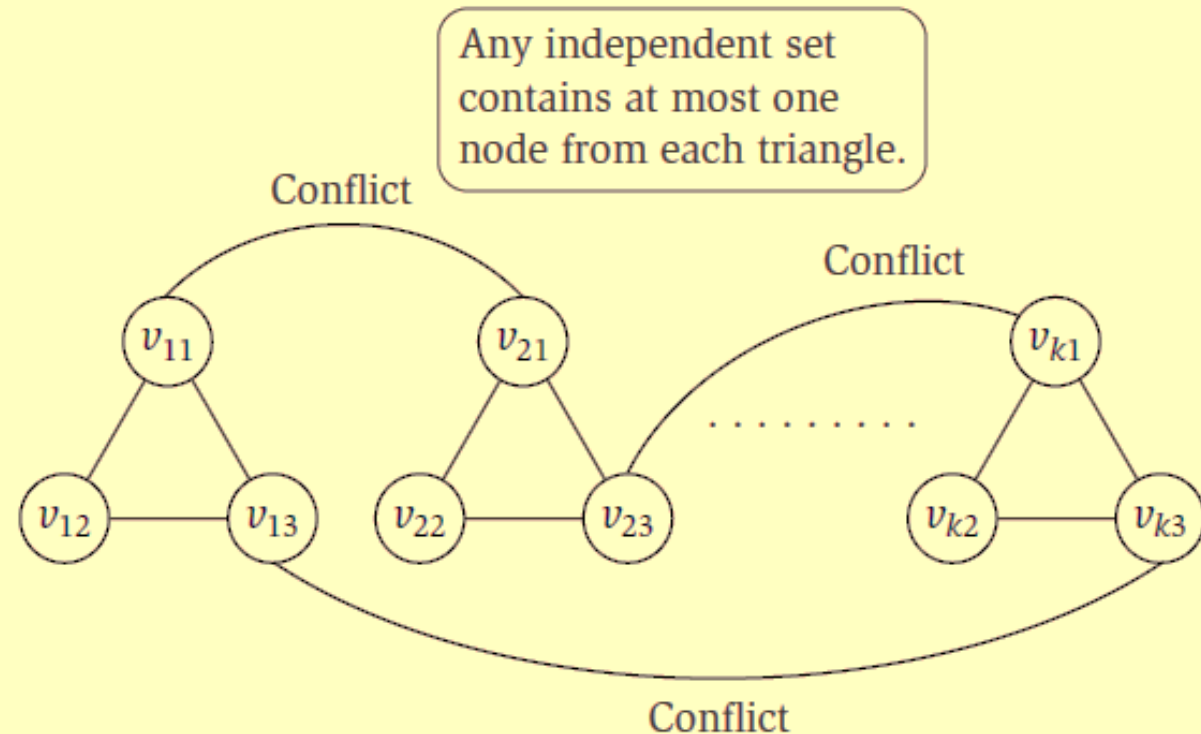 Any independent set
contains at most one
node from each triangle.
Conflict
Conflict
v11
v21
vk1
. . . . . . . . .
v12
v13
v22
v23
vk2
vk3
Conflict